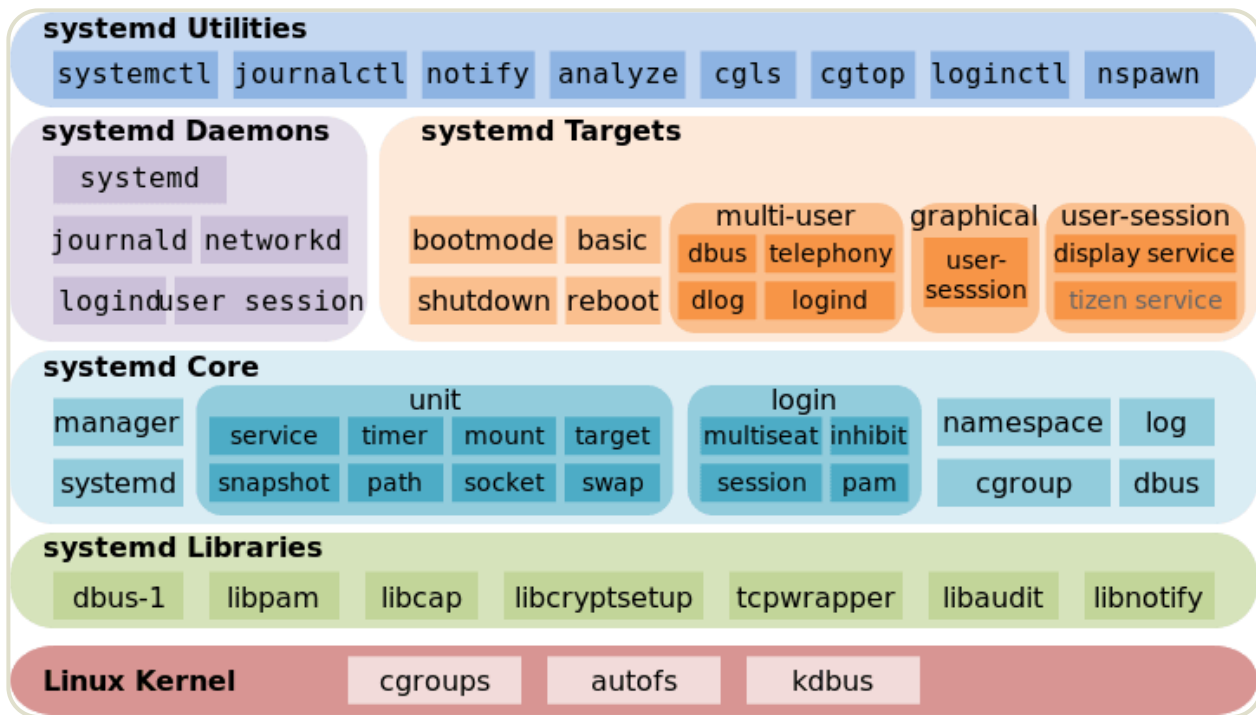 systemd Utilities
systemctl journalctl notify analyze cgls cgtop loginctl nspawn
systemd Daemons
systemd
journald networkd
logind user session
systemd Targets
bootmode basic
shutdown reboot
multi-user
dbus telephony
dlog logind
graphical
user-
sesssion
user-session
display service
tizen service
systemd Core
manager
systemd
unit
service timer mount target
snapshot path socket swap
login
multiseat inhibit
session pam
namespace log
cgroup dbus
systemd Libraries
dbus-1 libpam libcap libcryptsetup tcpwrapper libaudit libnotify
Linux Kernel cgroups autofs kdbus